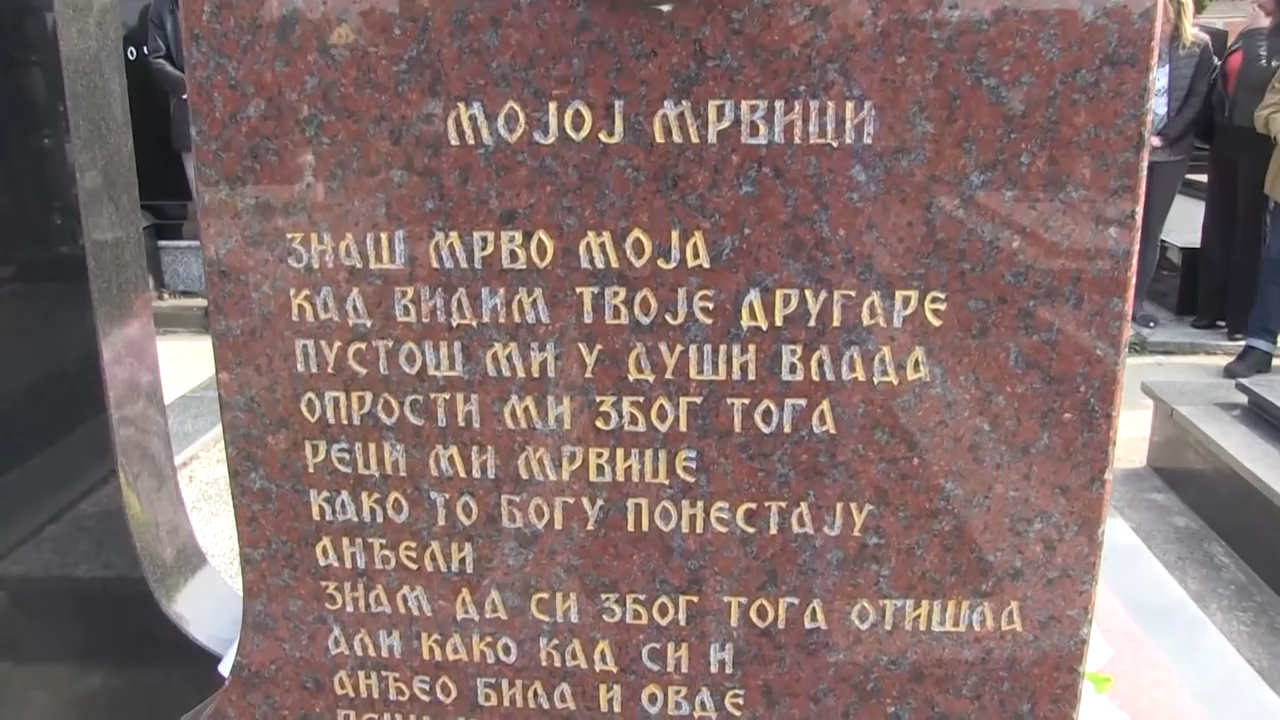 МОЈОЈ МРВИЦИ
ЗНАШ МРВО МОЈА
КАД ВИДИМ ТВОЈЕ ДРУГАРЕ
ПУСТОШ МИ У ДУШИ ВЛАДА
ОПРОСТИ МИ ЗБОГ ТОГА
РЕЦИ МИ МРВИЦЕ
КАКО ТО БОГУ ПОНЕСТАЈУ
АНЂЕЛИ
ЗНАМ ДА СИ ЗБОГ ТОГА ОТИШЛА
АЛИ КАКО КАД СИ И
АНЂЕО БИЛА И ОВДЕ